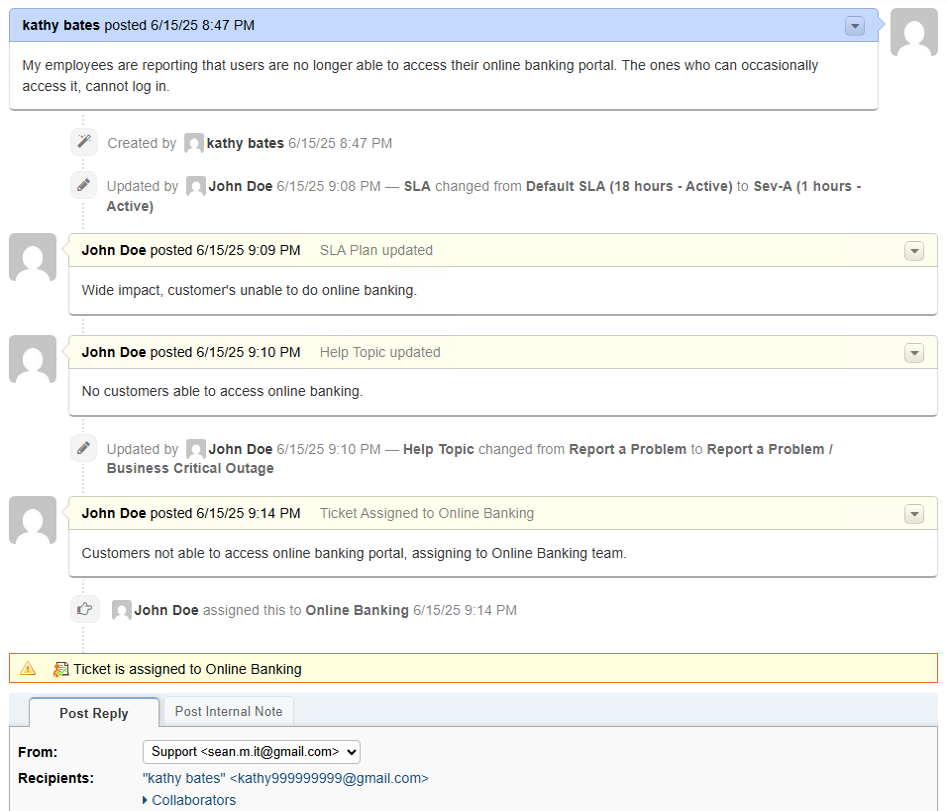 kathy bates posted 6/15/25 8:47 PM
My employees are reporting that users are no longer able to access their online banking portal. The ones who can occasionally
access it, cannot log in.
Created by kathy bates 6/15/25 8:47 PM
Updated by John Doe 6/15/25 9:08 PM — SLA changed from Default SLA (18 hours - Active) to Sev-A (1 hours -
Active)
John Doe posted 6/15/25 9:09 PM SLA Plan updated
Wide impact, customer's unable to do online banking.
John Doe posted 6/15/25 9:10 PM Help Topic updated
No customers able to access online banking.
Updated by John Doe 6/15/25 9:10 PM — Help Topic changed from Report a Problem to Report a Problem /
Business Critical Outage
John Doe posted 6/15/25 9:14 PM Ticket Assigned to Online Banking
Customers not able to access online banking portal, assigning to Online Banking team.
John Doe assigned this to Online Banking 6/15/25 9:14 PM
Ticket is assigned to Online Banking
Post Reply Post Internal Note
From: Support <sean.m.it@gmail.com>
Recipients: "kathy bates" <kathy999999999@gmail.com>
Collaborators